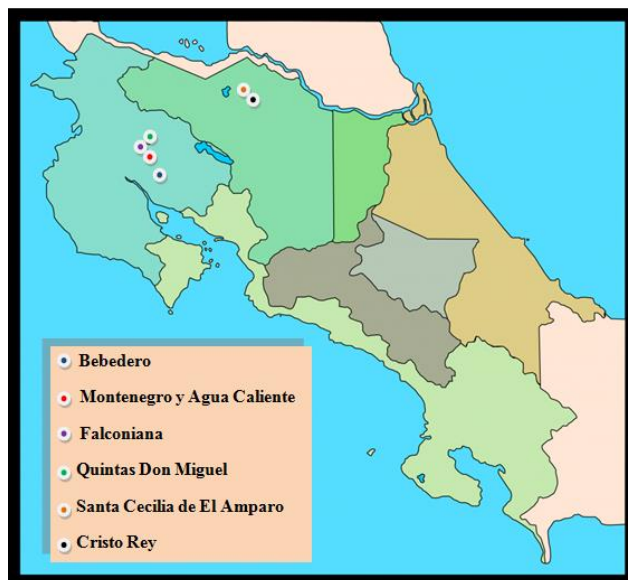 Bebedero
Montenegro y Agua Caliente
Falconiana
Quintas Don Miguel
Santa Cecilia de El Amparo
Cristo Rey